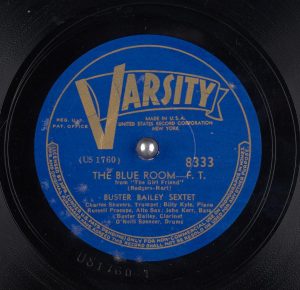 VARSITY
REG. U.S.
PAT. OFFICE
MADE IN U.S.A.
UNITED STATES RECORD CORPORATION
NEW YORK
(US 1760)
8333
THE BLUE ROOM—F. T.
from "The Girl Friend"
(Rodgers-Hart)
BUSTER BAILEY SEXTET
Charles Shavers, Trumpet; Billy Kyle, Piano
Russell Procope, Alto Sax; John Kirby, Bass
Buster Bailey, Clarinet
O'Neill Spencer, Drums
US1760